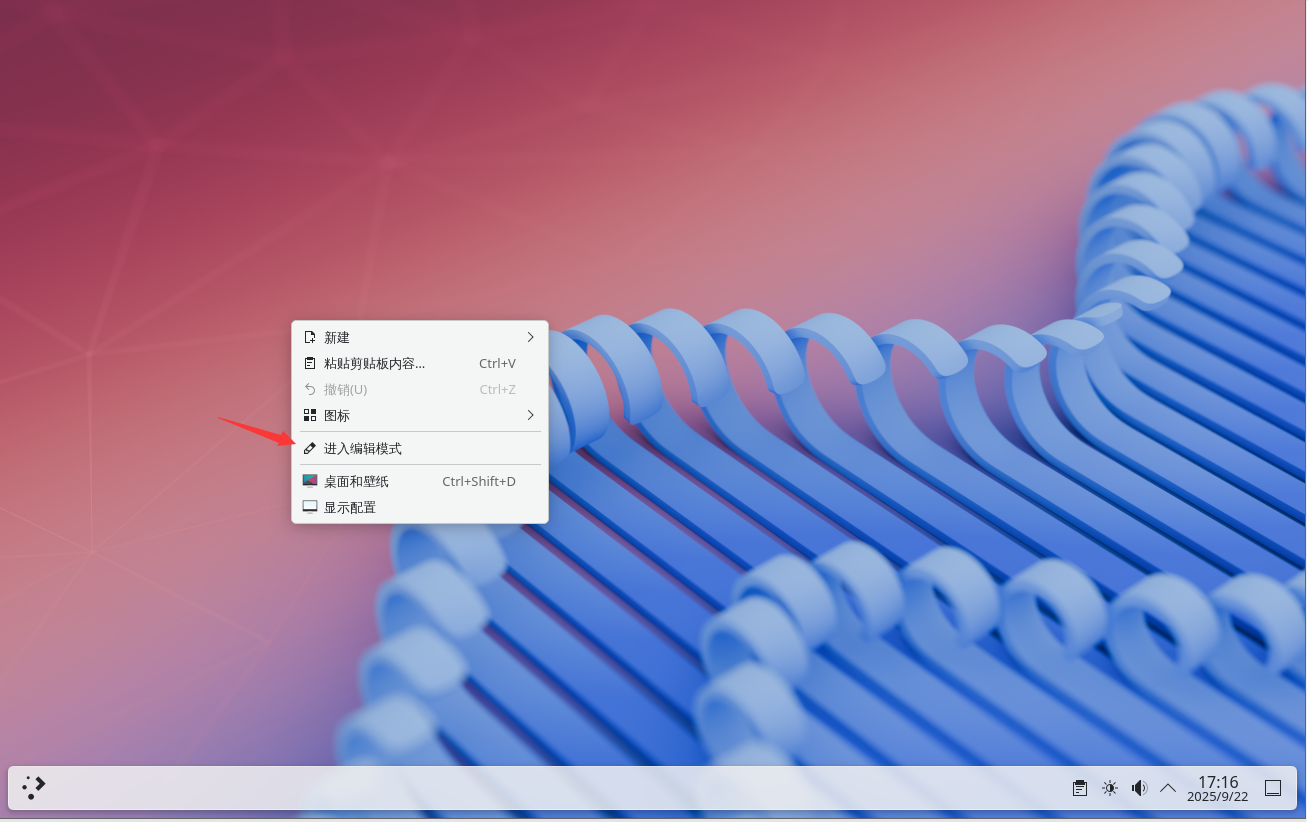 新建
粘贴剪贴板内容... Ctrl+V
撤销(U) Ctrl+Z
图标
进入编辑模式
桌面和壁纸 Ctrl+Shift+D
显示配置
17:16
2025/9/22